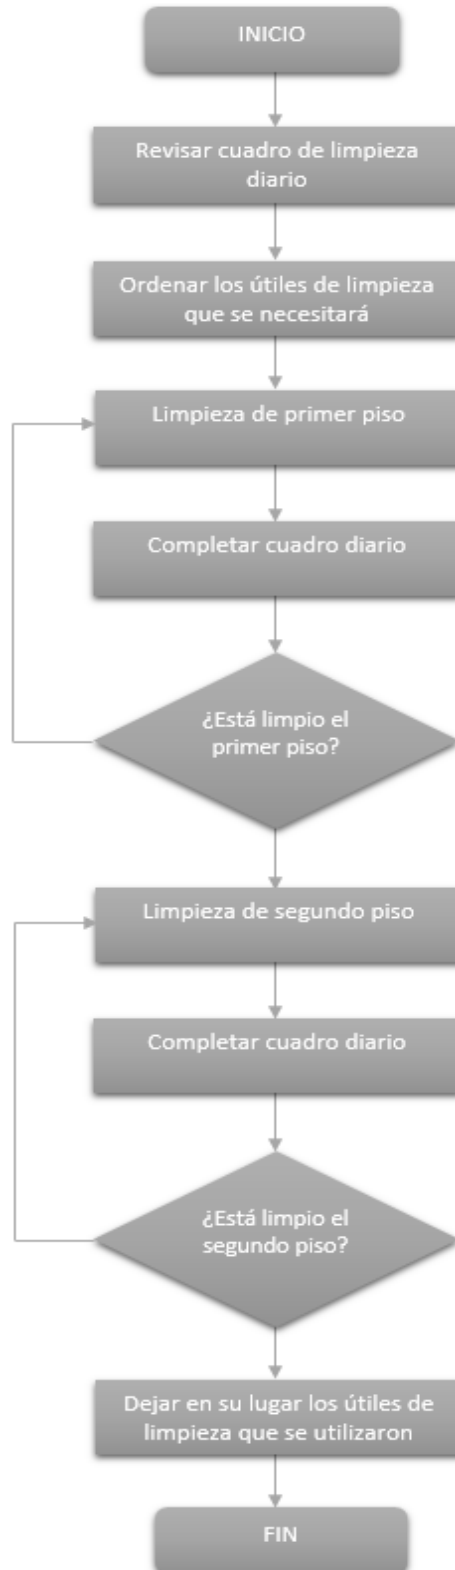 INICIO
Revisar cuadro de limpieza
diario
Ordenar los útiles de limpieza
que se necesitará
Limpieza de primer piso
Completar cuadro diario
¿Está limpio el
primer piso?
Limpieza de segundo piso
Completar cuadro diario
¿Está limpio el
segundo piso?
Dejar en su lugar los útiles de
limpieza que se utilizaron
FIN